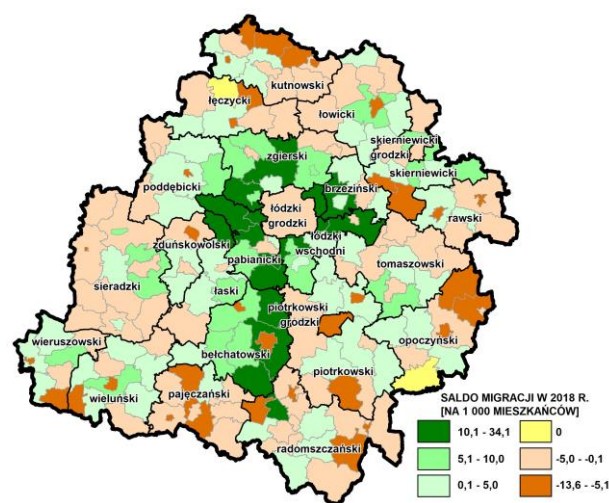 kutnowski
łęczycki
łowicki
skierniewicki
grodzki
zgierski
skierniewicki
poddębicki
brzeziński
łódzki
grodzki
rawski
zduńskowolski
łódzki
wschodni
pabianicki
tomaszowski
sieradzki
łaski
piotrkowski
grodzki
wieruszowski
bełchatowski
opoczyński
wieluński
pajęczański
piotrkowski
radomszczański
SALDO MIGRACJI W 2018 R.
[NA 1 000 MIESZKAŃCÓW]
10,1 - 34,1
0
5,1 - 10,0
-5,0 - -0,1
0,1 - 5,0
-13,6 - -5,1